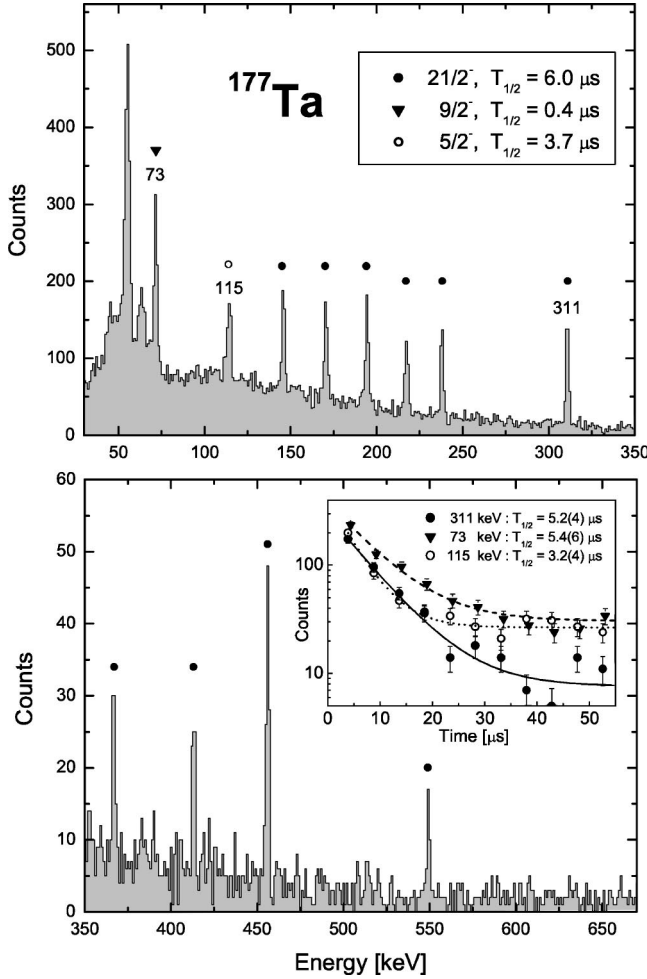 500
400
300
200
100
0
Counts
¹⁷⁷Ta
● 21/2⁻, T₁/₂ = 6.0 μs
▼ 9/2⁻, T₁/₂ = 0.4 μs
○ 5/2⁻, T₁/₂ = 3.7 μs
73
115
311
50 100 150 200 250 300 350
60
50
40
30
20
10
0
Counts
● 311 keV : T₁/₂ = 5.2(4) μs
▼ 73 keV : T₁/₂ = 5.4(6) μs
○ 115 keV : T₁/₂ = 3.2(4) μs
100
10
Counts
0 10 20 30 40 50
Time [μs]
350 400 450 500 550 600 650
Energy [keV]